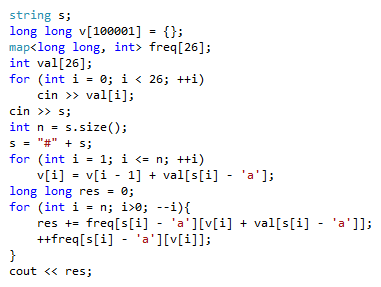 string s;
long long v[100001] = {};
map<long long, int> freq[26];
int val[26];
for (int i = 0; i < 26; ++i)
    cin >> val[i];
cin >> s;
int n = s.size();
s = "#" + s;
for (int i = 1; i <= n; ++i)
    v[i] = v[i - 1] + val[s[i] - 'a'];
long long res = 0;
for (int i = n; i>0; --i){
    res += freq[s[i] - 'a'][v[i] + val[s[i] - 'a']];
    ++freq[s[i] - 'a'][v[i]];
}
cout << res;